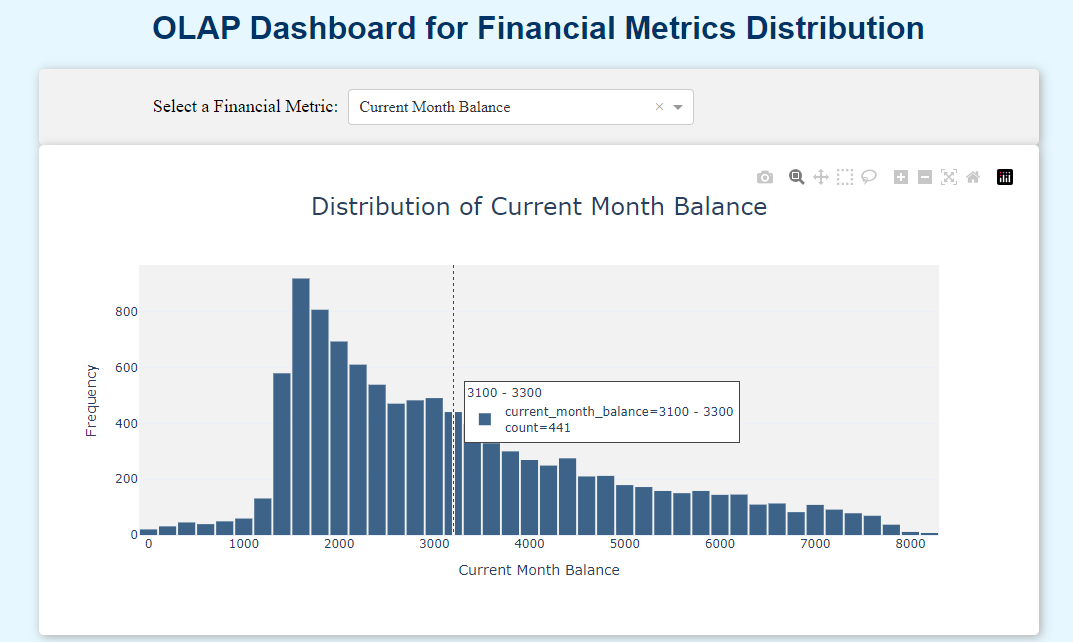 OLAP Dashboard for Financial Metrics Distribution
Select a Financial Metric:
Current Month Balance
×
Distribution of Current Month Balance
800
600
400
200
0
Frequency
3100 - 3300
current_month_balance=3100 - 3300
count=441
0 1000 2000 3000 4000 5000 6000 7000 8000
Current Month Balance